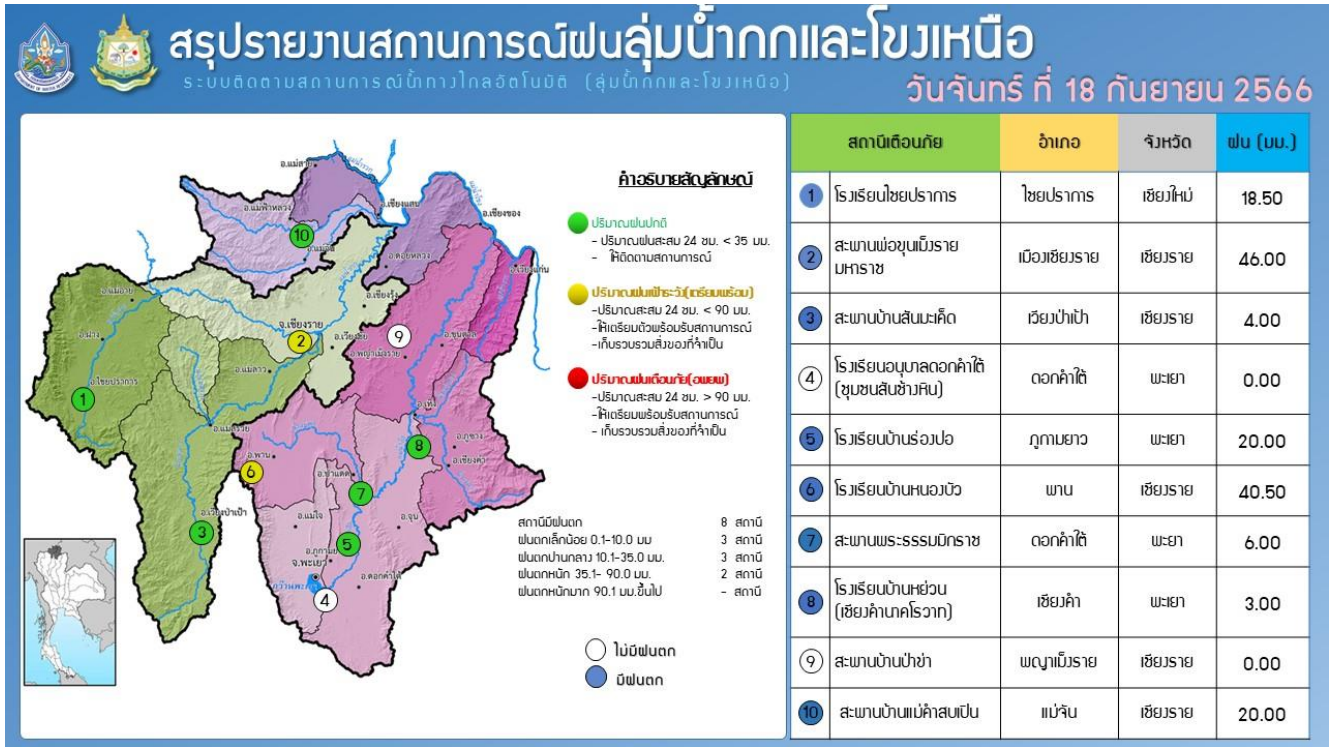 สรุปรายงานสถานการณ์ฝนลุ่มน้ำกกและโขงเหนือ
ระบบติดตามสถานการณ์น้ำทางไกลอัตโนมัติ (ลุ่มน้ำกกและโขงเหนือ)
วันจันทร์ ที่ 18 กันยายน 2566
คำอธิบายสัญลักษณ์
ปริมาณฝนปกติ
- ปริมาณฝนสะสม 24 ชม. < 35 มม.
- ให้ติดตามสถานการณ์
ปริมาณฝนเฝ้าระวัง(เตรียมพร้อม)
-ปริมาณสะสม 24 ชม. < 90 มม.
-ให้เตรียมตัวพร้อมรับสถานการณ์
-เก็บรวบรวมสิ่งของที่จำเป็น
ปริมาณฝนเตือนภัย(อพยพ)
-ปริมาณสะสม 24 ชม. > 90 มม.
-ให้เตรียมพร้อมรับสถานการณ์
- เก็บรวบรวมสิ่งของที่จำเป็น
สถานีมีฝนตก 8 สถานี
ฝนตกเล็กน้อย 0.1-10.0 มม 3 สถานี
ฝนตกปานกลาง 10.1-35.0 มม. 3 สถานี
ฝนตกหนัก 35.1- 90.0 มม. 2 สถานี
ฝนตกหนักมาก 90.1 มม.ขึ้นไป - สถานี
ไม่มีฝนตก
มีฝนตก
อ.แม่สาย
อ.เชียงแสน
อ.เชียงของ
อ.แม่ฟ้าหลวง
10
อ.ดอยหลวง
อ.เวียงแก่น
อ.แม่อาย
อ.เชียงรุ้ง
อ.ฝาง
จ.เชียงราย
2
อ.เวียงชัย
9
อ.ขุนตาล
อ.พญาเม็งราย
อ.แม่ลาว
อ.ไชยปราการ
1
อ.เทิง
อ.แม่สรวย
8
อ.ภูซาง
อ.พาน
6
อ.เชียงคำ
อ.ป่าแดด
7
อ.เวียงป่าเป้า
3
อ.แม่ใจ
อ.จุน
5
จ.พะเยา
อ.ดอกคำใต้
4
สถานีเตือนภัย อำเภอ จังหวัด ฝน (มม.)
1 โรงเรียนไชยปราการ ไชยปราการ เชียงใหม่ 18.50
2 สะพานพ่อขุนเม็งราย
มหาราช เมืองเชียงราย เชียงราย 46.00
3 สะพานบ้านสันมะเค็ด เวียงป่าเป้า เชียงราย 4.00
4 โรงเรียนอนุบาลดอกคำใต้
(ชุมชนสันช้างหิน) ดอกคำใต้ พะเยา 0.00
5 โรงเรียนบ้านร่องปอ ภูกามยาว พะเยา 20.00
6 โรงเรียนบ้านหนองบัว พาน เชียงราย 40.50
7 สะพานพระธรรมมิกราช ดอกคำใต้ พะเยา 6.00
8 โรงเรียนบ้านหย่วน
(เชียงคำนาคโรวาท) เชียงคำ พะเยา 3.00
9 สะพานบ้านป่าข่า พญาเม็งราย เชียงราย 0.00
10 สะพานบ้านแม่คำสบเปิน แม่จัน เชียงราย 20.00